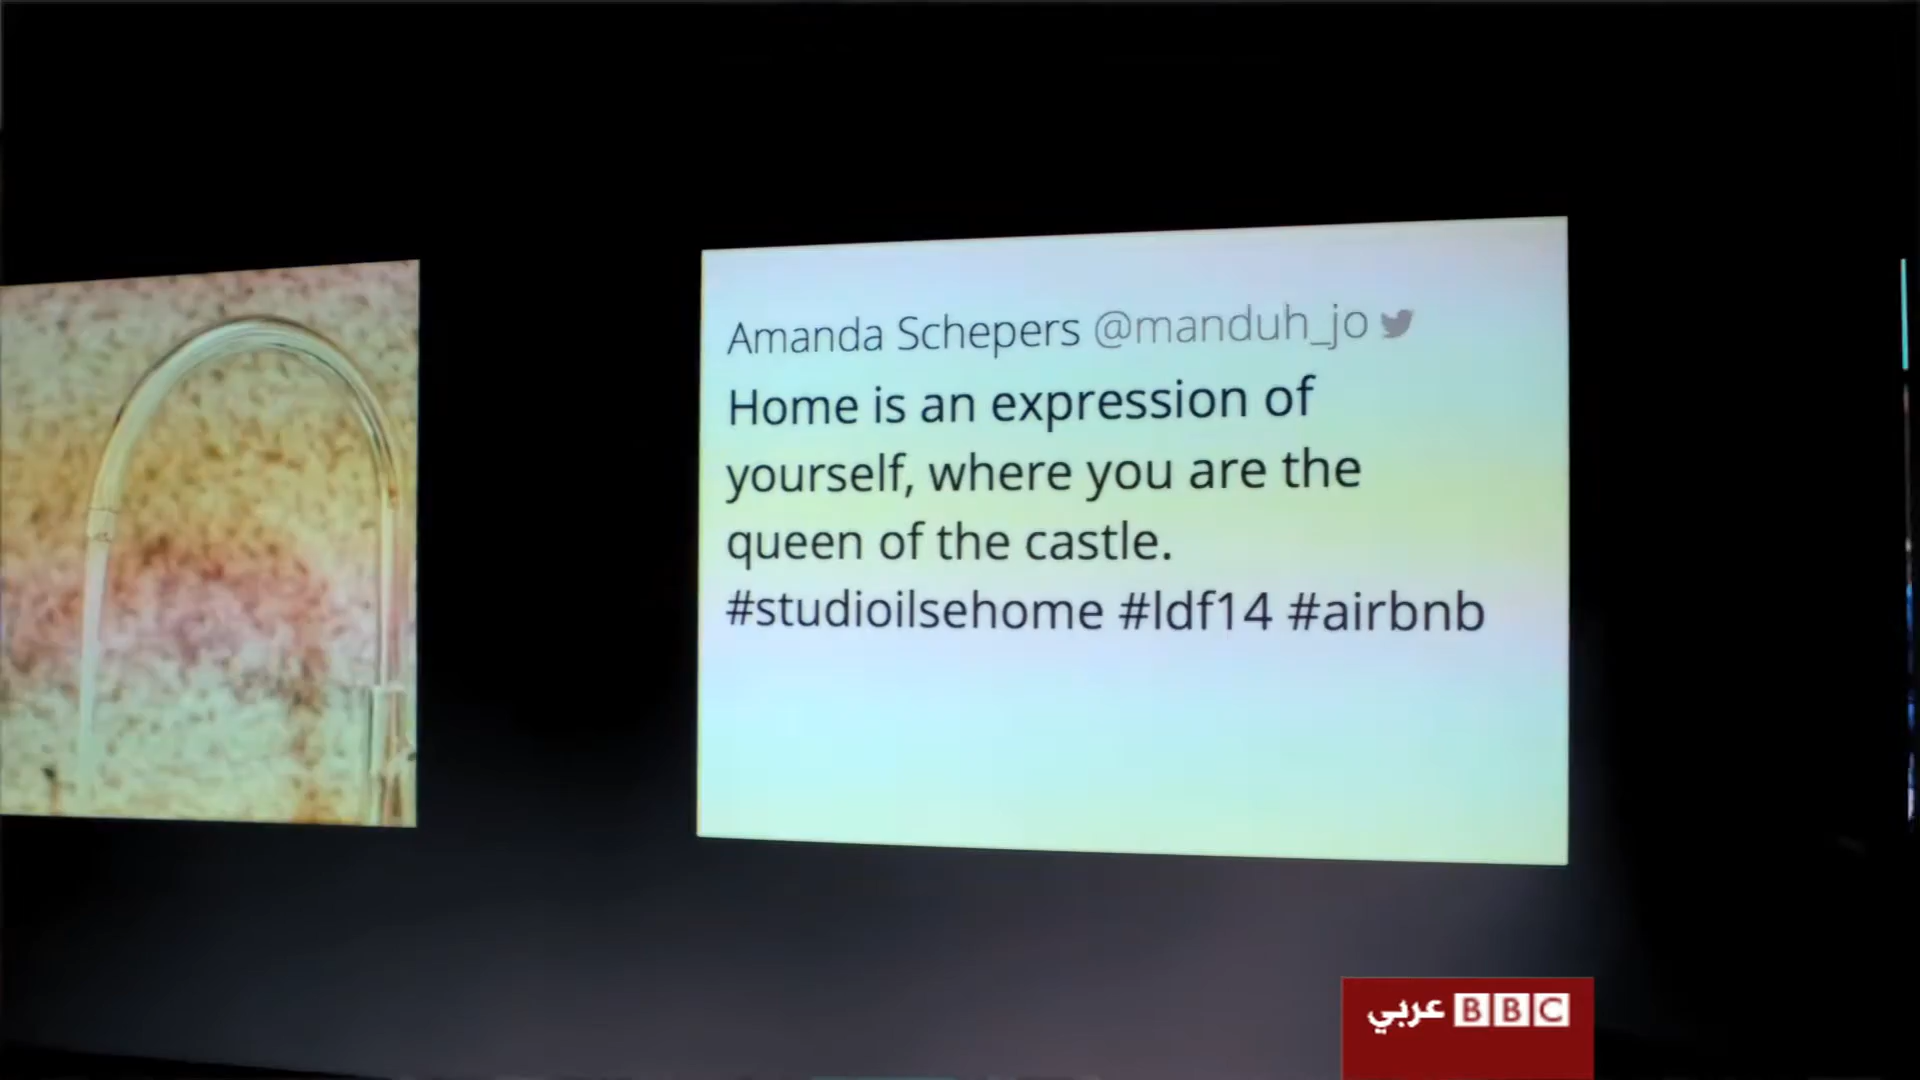 Amanda Schepers @manduh_jo
Home is an expression of
yourself, where you are the
queen of the castle.
#studioilsehome #ldf14 #airbnb
عربي BBC